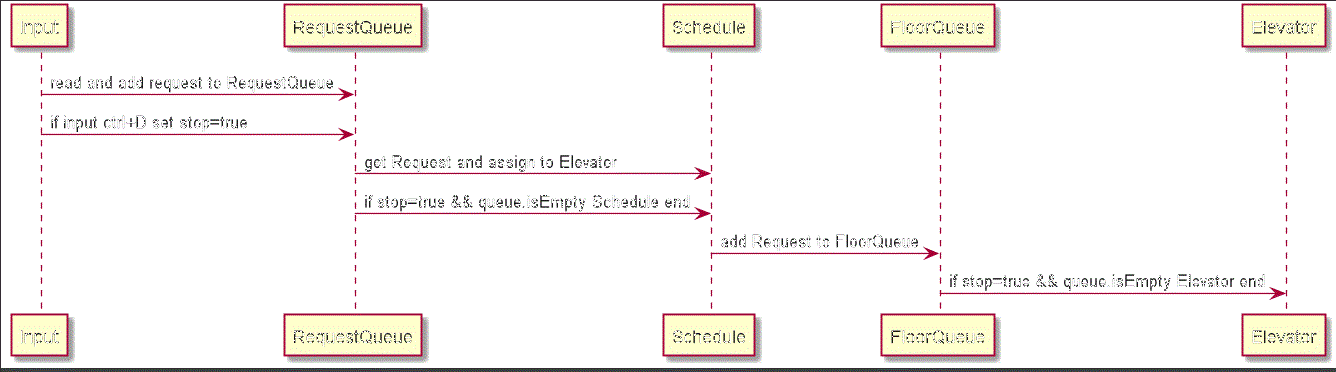 Input RequestQueue Schedule FloorQueue Elevator
read and add request to RequestQueue
if input ctrl+D set stop=true
get Request and assign to Elevator
if stop=true && queue.isEmpty Schedule end
add Request to FloorQueue
if stop=true && queue.isEmpty Elevator end
Input RequestQueue Schedule FloorQueue Elevator